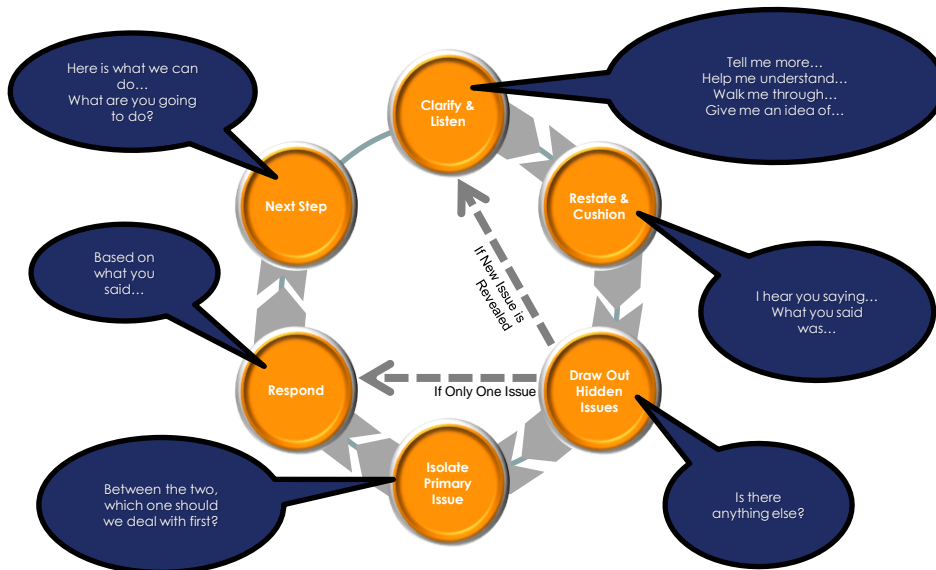 Here is what we can
do…
What are you going
to do?
Clarify &
Listen
Tell me more…
Help me understand…
Walk me through…
Give me an idea of…
Next Step
Restate &
Cushion
Based on
what you
said…
If New Issue is
Revealed
I hear you saying…
What you said
was…
Respond
If Only One Issue
Draw Out
Hidden
Issues
Between the two,
which one should
we deal with first?
Isolate
Primary
Issue
Is there
anything else?